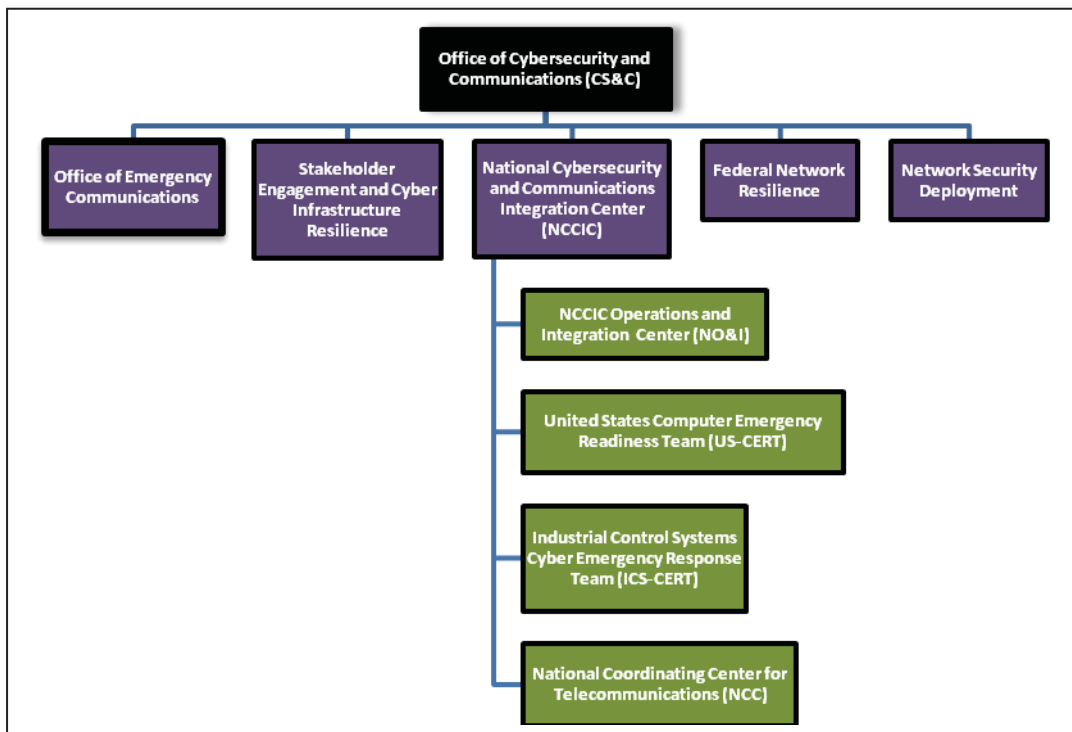 Office of Cybersecurity and
Communications (CS&C)
Office of Emergency
Communications
Stakeholder
Engagement and Cyber
Infrastructure
Resilience
National Cybersecurity
and Communications
Integration Center
(NCCIC)
Federal Network
Resilience
Network Security
Deployment
NCCIC Operations and
Integration Center (NO&I)
United States Computer Emergency
Readiness Team (US-CERT)
Industrial Control Systems
Cyber Emergency Response
Team (ICS-CERT)
National Coordinating Center for
Telecommunications (NCC)